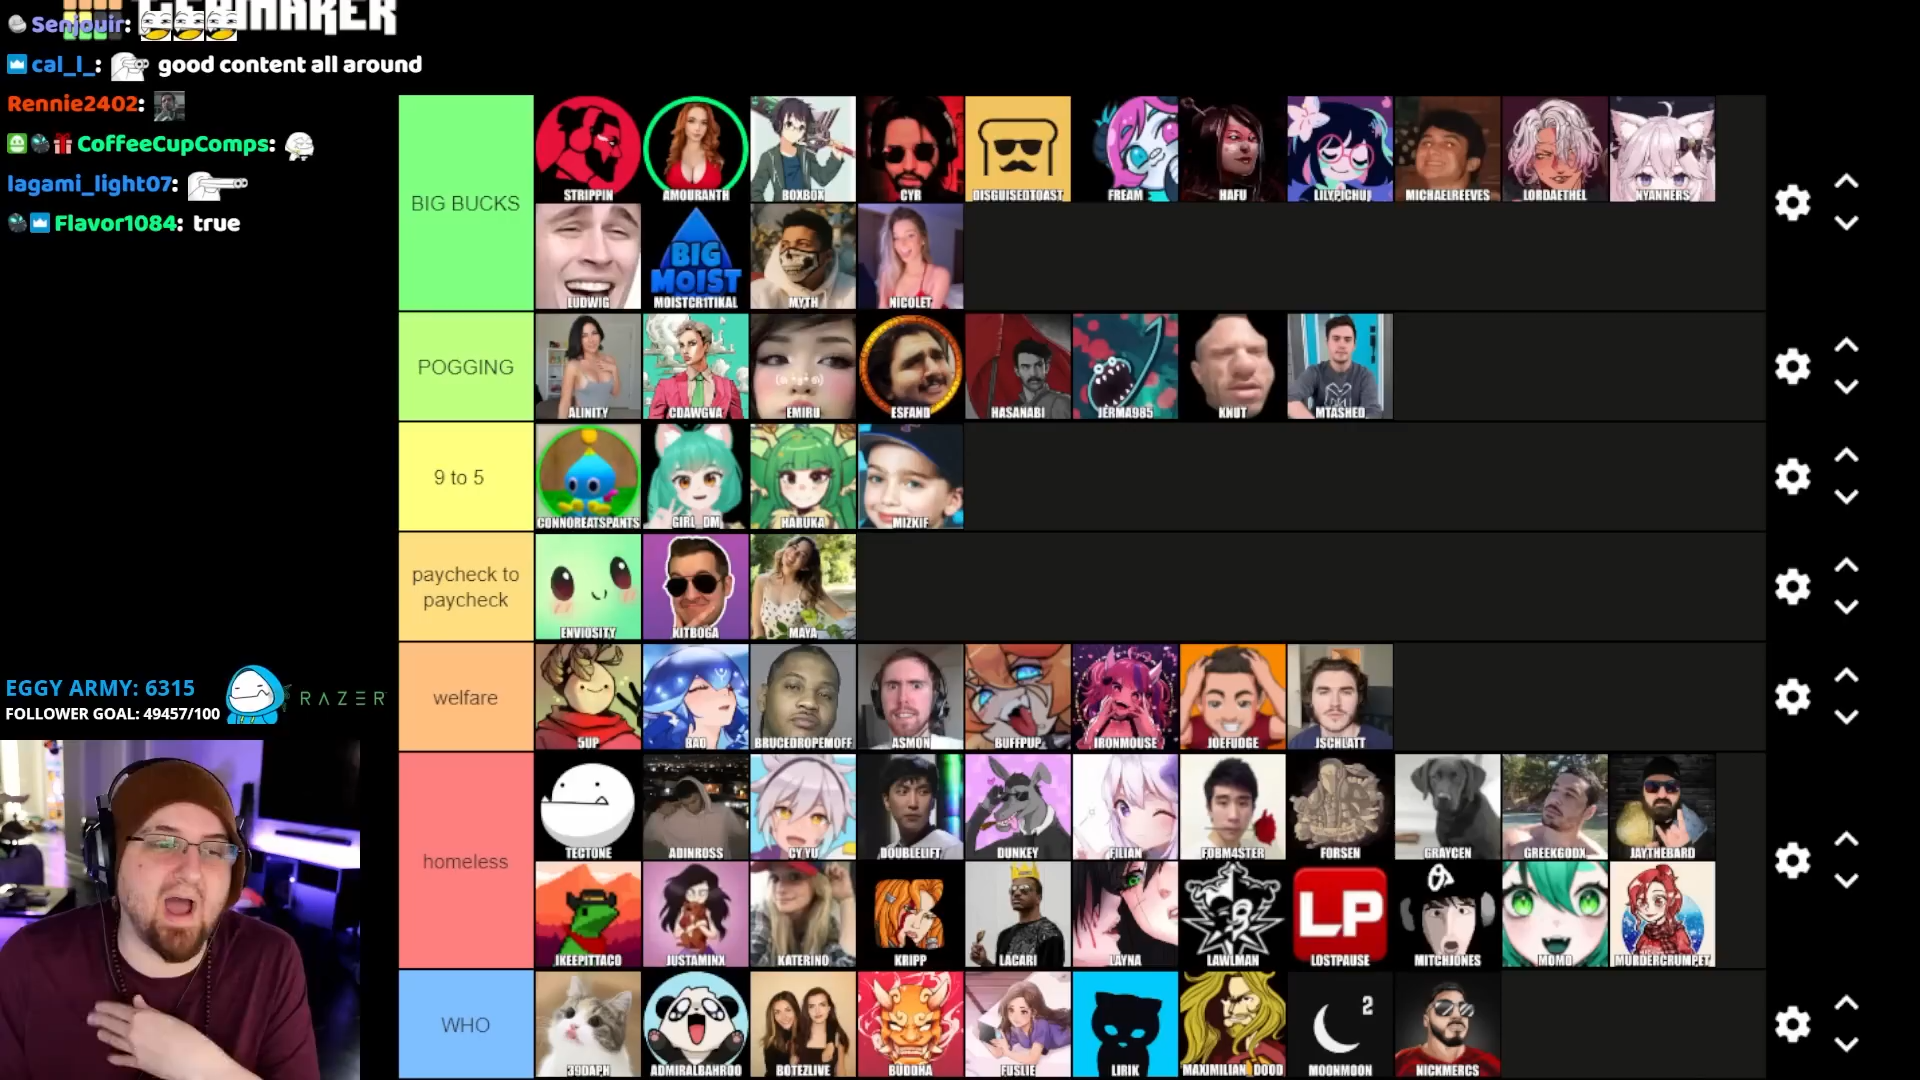 TIERMAKER
Senjouir:
cal_l_: good content all around
Rennie2402:
CoffeeCupComps:
lagami_light07:
Flavor1084: true
BIG BUCKS
STRIPPIN
AMOURANTH
BOXBOX
CYR
DISGUISEDTOAST
FREAM
HAFU
LILYPICHU
MICHAELREEVES
LORDAETHEL
NYANNERS
LUDWIG
BIG
MOIST
MOISTCR1TIKAL
MYTH
NICOLET
POGGING
ALINITY
CDAWGVA
EMIRU
ESFAND
HASANABI
JERMA985
KNUT
MTASHED
9 to 5
CONNOREATSPANTS
GIRL_DM
HARUKA
MIZKIF
paycheck to
paycheck
ENVIOSITY
KITBOGA
MAYA
welfare
5UP
BAO
BRUCEDROPEMOFF
ASMON
BUFFPUP
IRONMOUSE
JOEFUDGE
JSCHLATT
EGGY ARMY: 6315
FOLLOWER GOAL: 49457/100
RAZER
homeless
TECTONE
ADINROSS
CY YU
DOUBLELIFT
DUNKEY
FILIAN
F0RM4STER
FORSEN
GRAYCEN
GREEKGODX
JAYTHEBARD
IKEEPITTACO
JUSTAMINX
KATERINO
KRIPP
LACARI
LAYNA
LAWLMAN
LP
LOSTPAUSE
MITCHJONES
MOMO
MURDERCRUMPET
WHO
39DAPH
ADMIRALBAHROO
BOTEZLIVE
BUDDHA
FUSLIE
LIRIK
MAXIMILIAN_DOOD
2
MOONMOON
NICKMERCS